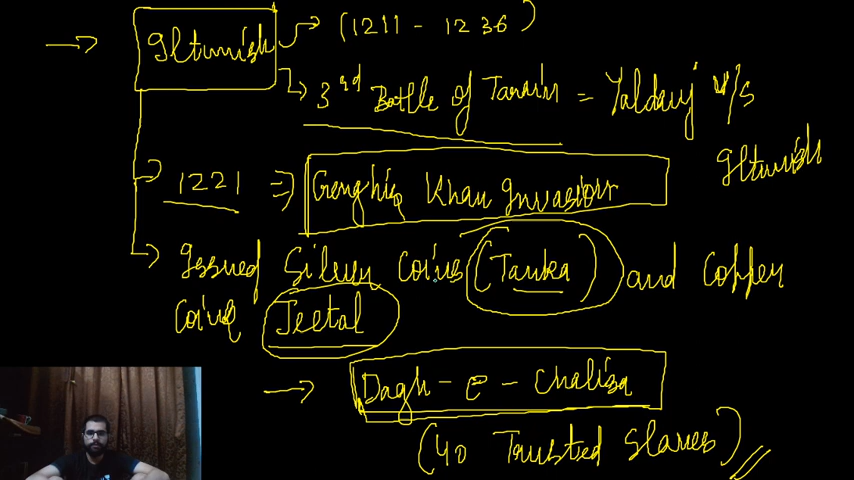 → Iltumish (1211 - 1236)
3rd Battle of Tarain = Yalduuj v/s
Iltumish
1221 ⇒ Genghis Khan Invasion
Issued Silver Coins (Tanka) and Copper
Coins Jeetal
→ Dagh - e - Chalisa
(40 Trusted Slaves)